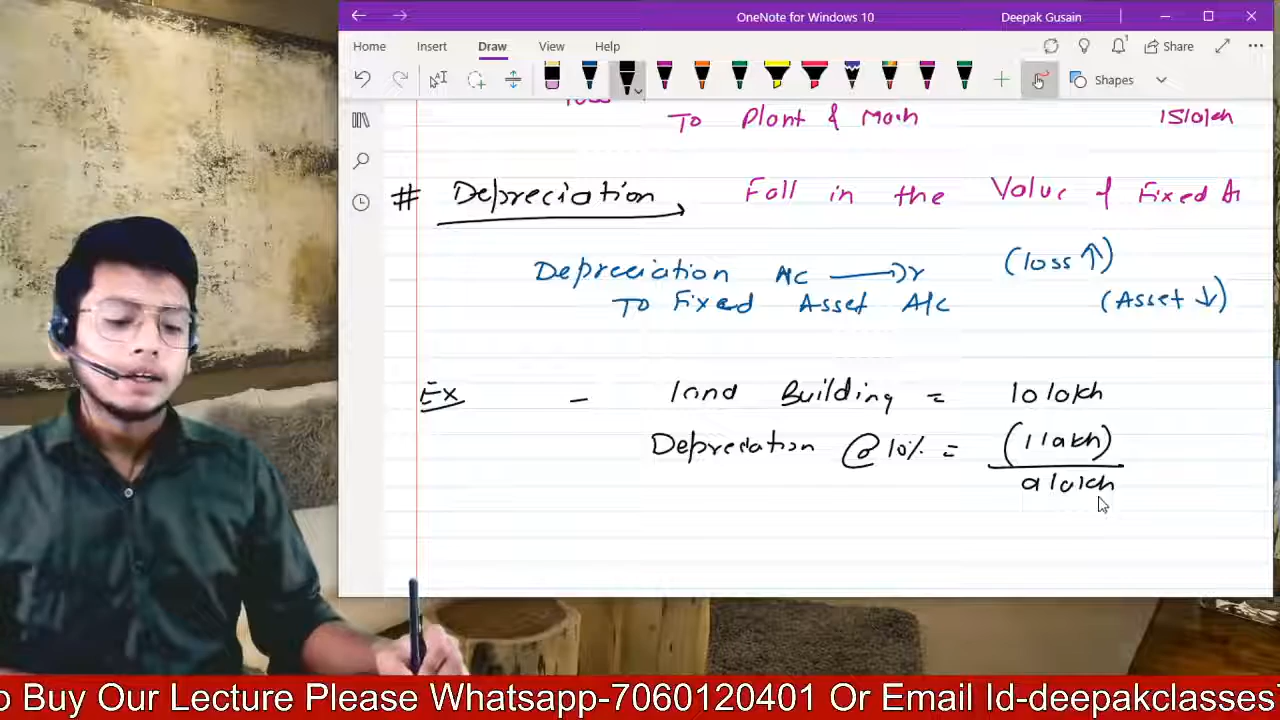 OneNote for Windows 10
Deepak Gusain
Home Insert Draw View Help
Share
Shapes
loss
To Plant & Mach 15lakh
# Depreciation Fall in the Value of Fixed A
Depreciation A/c Dr (loss ↑)
To Fixed Asset A/c (Asset ↓)
Ex - land Building = 10lakh
Depreciation @ 10% = (1lakh)
9lakh
o Buy Our Lecture Please Whatsapp-7060120401 Or Email Id-deepakclasses